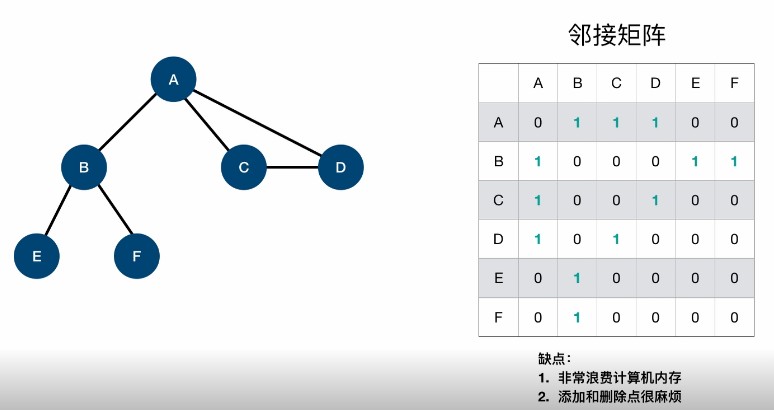 邻接矩阵
A
B
C
D
E
F
A B C D E F
A 0 1 1 1 0 0
B 1 0 0 0 1 1
C 1 0 0 1 0 0
D 1 0 1 0 0 0
E 0 1 0 0 0 0
F 0 1 0 0 0 0
缺点：
1. 非常浪费计算机内存
2. 添加和删除点很麻烦